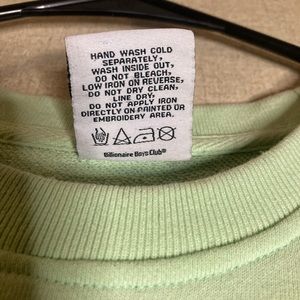 HAND WASH COLD
SEPARATELY,
WASH INSIDE OUT,
DO NOT BLEACH,
LOW IRON ON REVERSE,
DO NOT DRY CLEAN,
LINE DRY,
DO NOT APPLY IRON
DIRECTLY ON PAINTED OR
EMBROIDERY AREA.
Billionaire Boys Club®